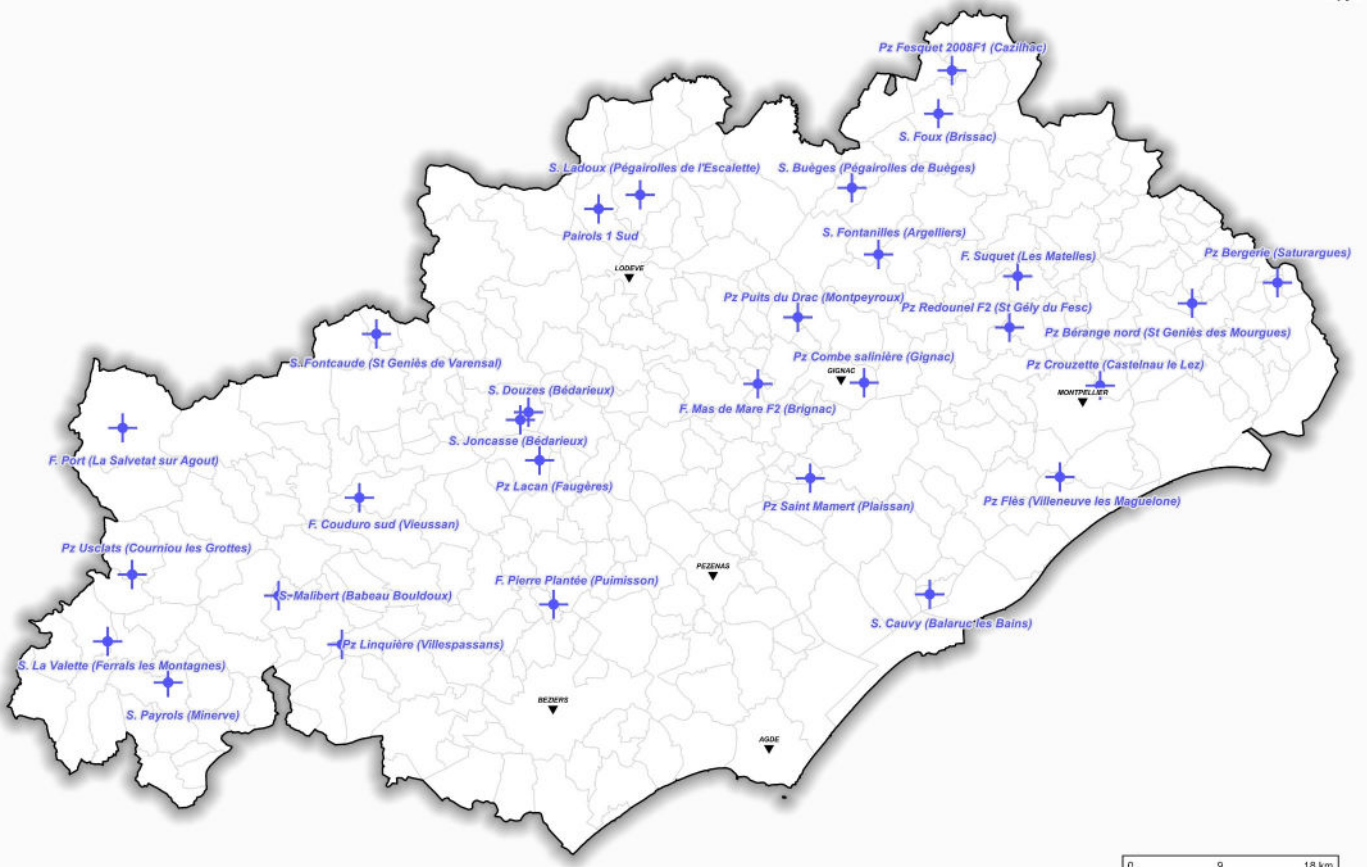 Pz Fesquet 2008F1 (Cazilhac)
S. Foux (Brissac)
S. Ladoux (Pégairolles de l'Escalette)
S. Buèges (Pégairolles de Buèges)
Pairols 1 Sud
S. Fontanilles (Argelliers)
Pz Bergerie (Saturargues)
F. Suquet (Les Matelles)
LODEVE
Pz Puits du Drac (Montpeyroux)
Pz Redounel F2 (St Gély du Fesc)
Pz Bérange nord (St Geniès des Mourgues)
S. Fontcaude (St Geniès de Varensal)
Pz Combe salinière (Gignac)
Pz Crouzette (Castelnau le Lez)
GIGNAC
S. Douzes (Bédarieux)
MONTPELLIER
F. Mas de Mare F2 (Brignac)
S. Joncasse (Bédarieux)
F. Port (La Salvetat sur Agout)
Pz Lacan (Faugères)
Pz Saint Mamert (Plaissan)
Pz Flès (Villeneuve les Maguelone)
F. Couduro sud (Vieussan)
Pz Usclats (Courniou les Grottes)
PEZENAS
F. Pierre Plantée (Puimisson)
S. Malibert (Babeau Bouldoux)
S. Cauvy (Balaruc les Bains)
Pz Linquière (Villespassans)
S. La Valette (Ferrals les Montagnes)
BEZIERS
S. Payrols (Minerve)
AGDE
0 9 18 km